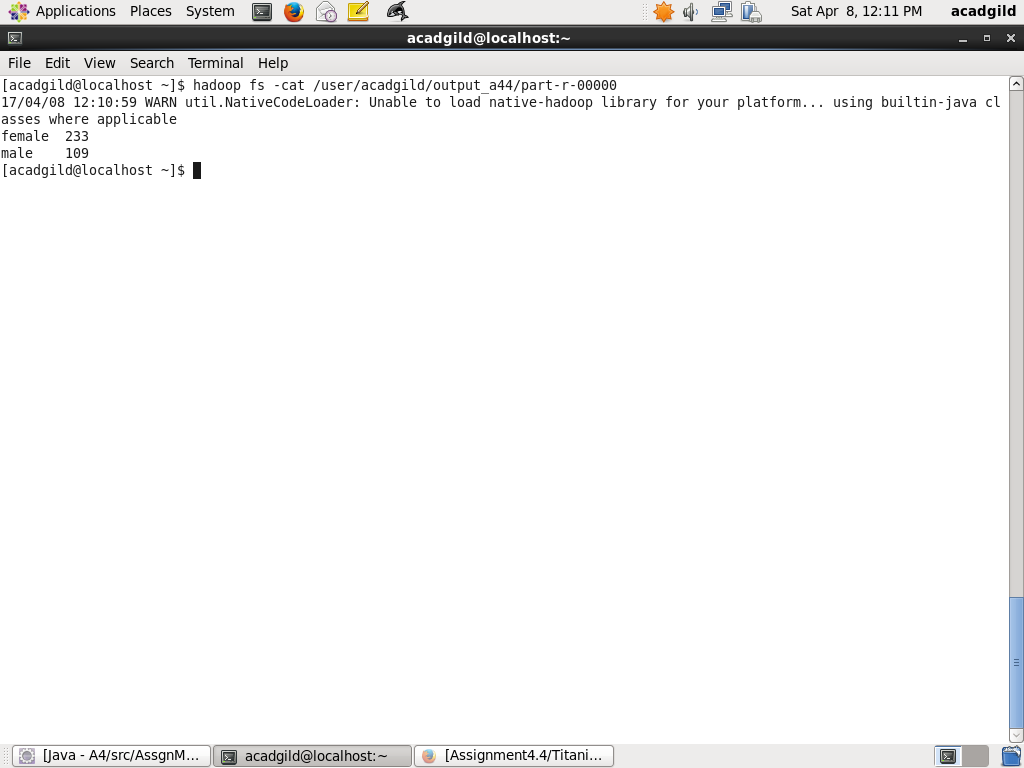 Applications Places System Sat Apr 8, 12:11 PM acadgild
acadgild@localhost:~
File Edit View Search Terminal Help
[acadgild@localhost ~]$ hadoop fs -cat /user/acadgild/output_a44/part-r-00000
17/04/08 12:10:59 WARN util.NativeCodeLoader: Unable to load native-hadoop library for your platform... using builtin-java cl
asses where applicable
female 233
male 109
[acadgild@localhost ~]$
[Java - A4/src/AssgnM... acadgild@localhost:~ [Assignment4.4/Titani...